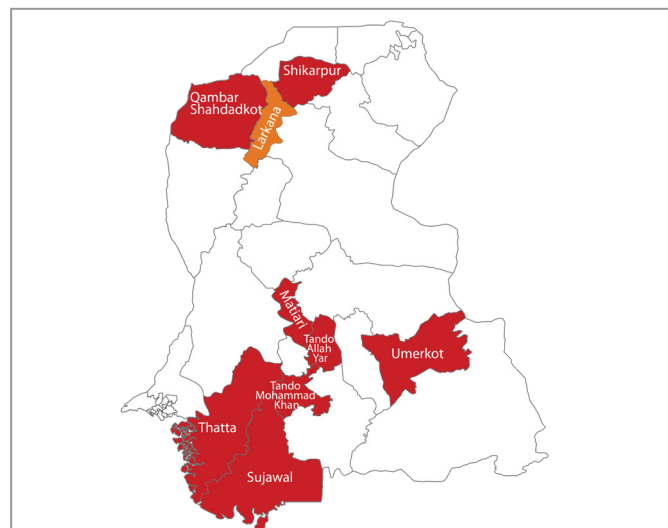 Shikarpur
Qambar
Shahdadkot
Larkana
Matiari
Tando
Allah
Yar
Umerkot
Tando
Mohammad
Khan
Thatta
Sujawal